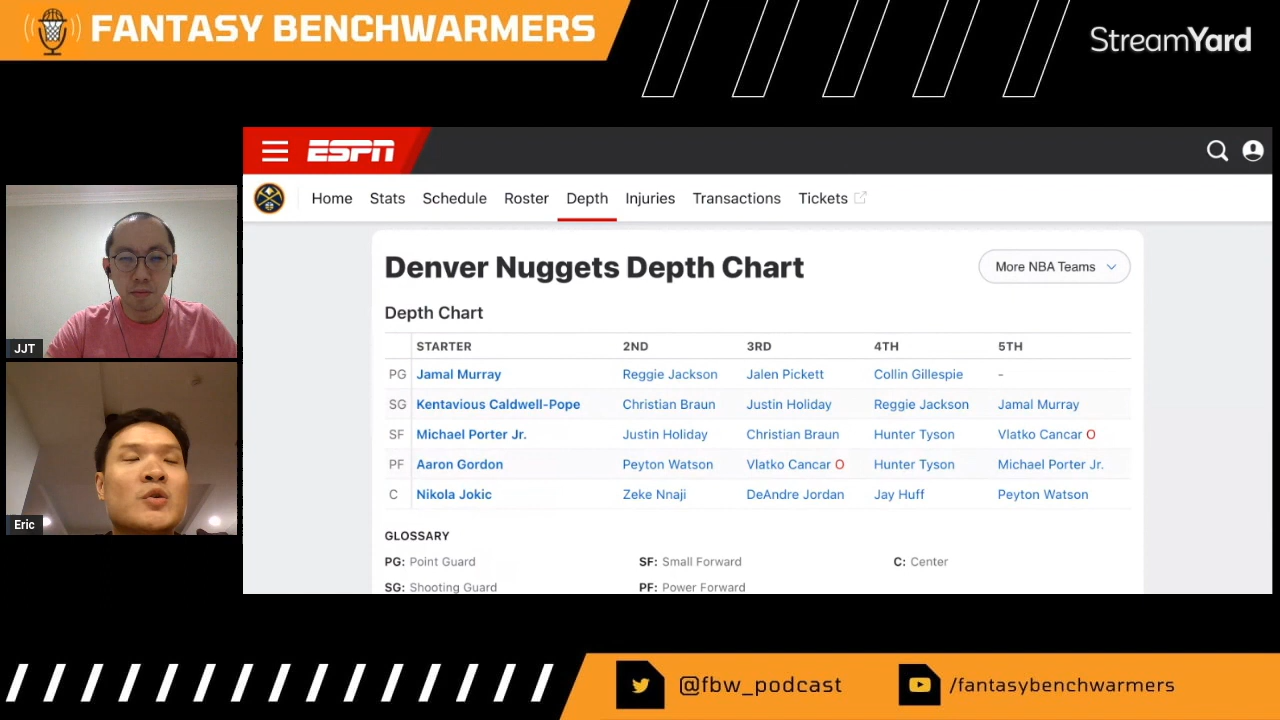 FANTASY BENCHWARMERS
StreamYard
ESPN
Home Stats Schedule Roster Depth Injuries Transactions Tickets
Denver Nuggets Depth Chart
More NBA Teams
Depth Chart
STARTER 2ND 3RD 4TH 5TH
PG Jamal Murray Reggie Jackson Jalen Pickett Collin Gillespie -
SG Kentavious Caldwell-Pope Christian Braun Justin Holiday Reggie Jackson Jamal Murray
SF Michael Porter Jr. Justin Holiday Christian Braun Hunter Tyson Vlatko Cancar O
PF Aaron Gordon Peyton Watson Vlatko Cancar O Hunter Tyson Michael Porter Jr.
C Nikola Jokic Zeke Nnaji DeAndre Jordan Jay Huff Peyton Watson
GLOSSARY
PG: Point Guard SF: Small Forward C: Center
SG: Shooting Guard PF: Power Forward
JJT
Eric
@fbw_podcast
/fantasybenchwarmers